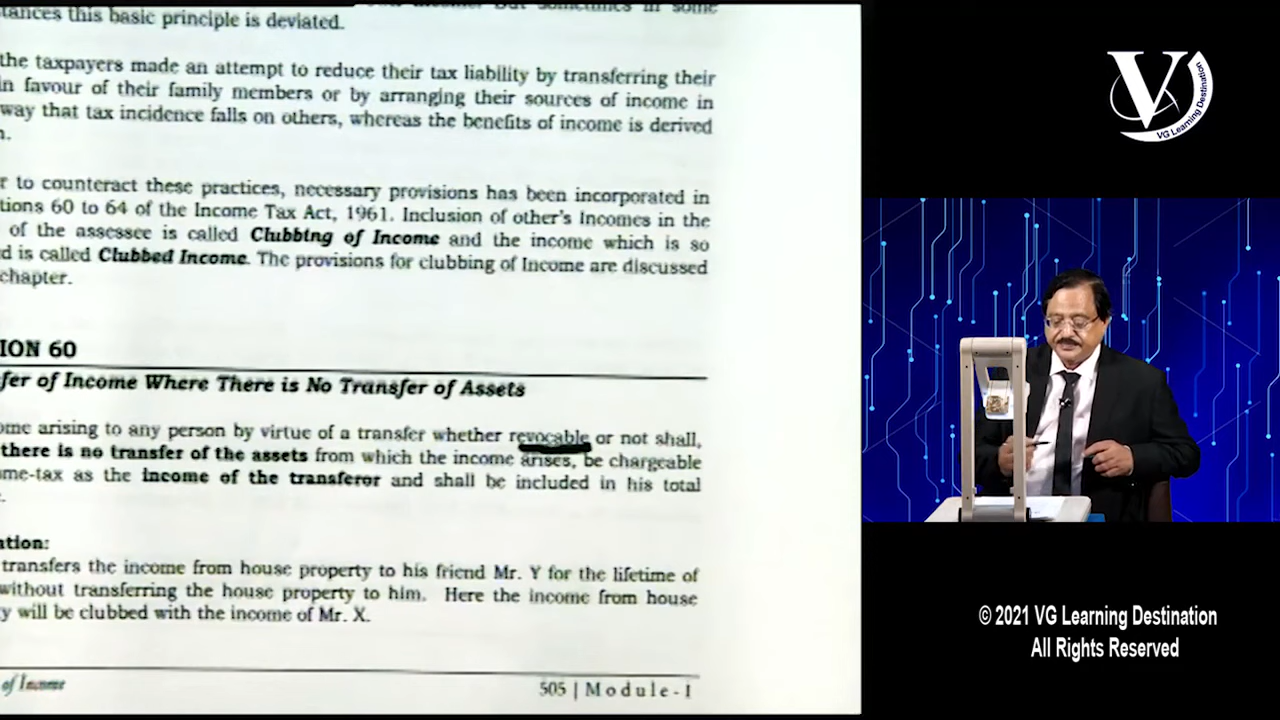 tances this basic principle is deviated.
the taxpayers made an attempt to reduce their tax liability by transferring their
in favour of their family members or by arranging their sources of income in
way that tax incidence falls on others, whereas the benefits of income is derived
r to counteract these practices, necessary provisions has been incorporated in
tions 60 to 64 of the Income Tax Act, 1961. Inclusion of other's Incomes in the
of the assessee is called Clubbing of Income and the income which is so
d is called Clubbed Income. The provisions for clubbing of Income are discussed
chapter.
ION 60
fer of Income Where There is No Transfer of Assets
ome arising to any person by virtue of a transfer whether revocable or not shall,
there is no transfer of the assets from which the income arises, be chargeable
me-tax as the income of the transferor and shall be included in his total
ation:
transfers the income from house property to his friend Mr. Y for the lifetime of
without transferring the house property to him. Here the income from house
y will be clubbed with the income of Mr. X.
of Income
505 | Module-I
V
VG Learning Destination
© 2021 VG Learning Destination
All Rights Reserved